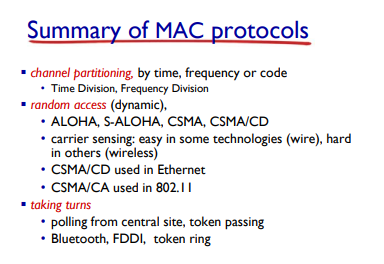 Summary of MAC protocols
▪ channel partitioning, by time, frequency or code
• Time Division, Frequency Division
▪ random access (dynamic),
• ALOHA, S-ALOHA, CSMA, CSMA/CD
• carrier sensing: easy in some technologies (wire), hard
in others (wireless)
• CSMA/CD used in Ethernet
• CSMA/CA used in 802.11
▪ taking turns
• polling from central site, token passing
• Bluetooth, FDDI, token ring